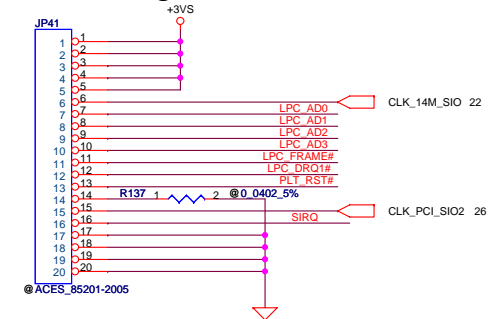 +3VS
JP41
1 1
2 2
3 3
4 4
5 5
6 6 CLK_14M_SIO 22
7 7 LPC_AD0
8 8 LPC_AD1
9 9 LPC_AD2
10 10 LPC_AD3
11 11 LPC_FRAME#
12 12 LPC_DRQ1#
13 13 PLT_RST#
14 14 R137 1 2 @0_0402_5%
15 15 CLK_PCI_SIO2 26
16 16 SIRQ
17 17
18 18
19 19
20 20
@ACES_85201-2005